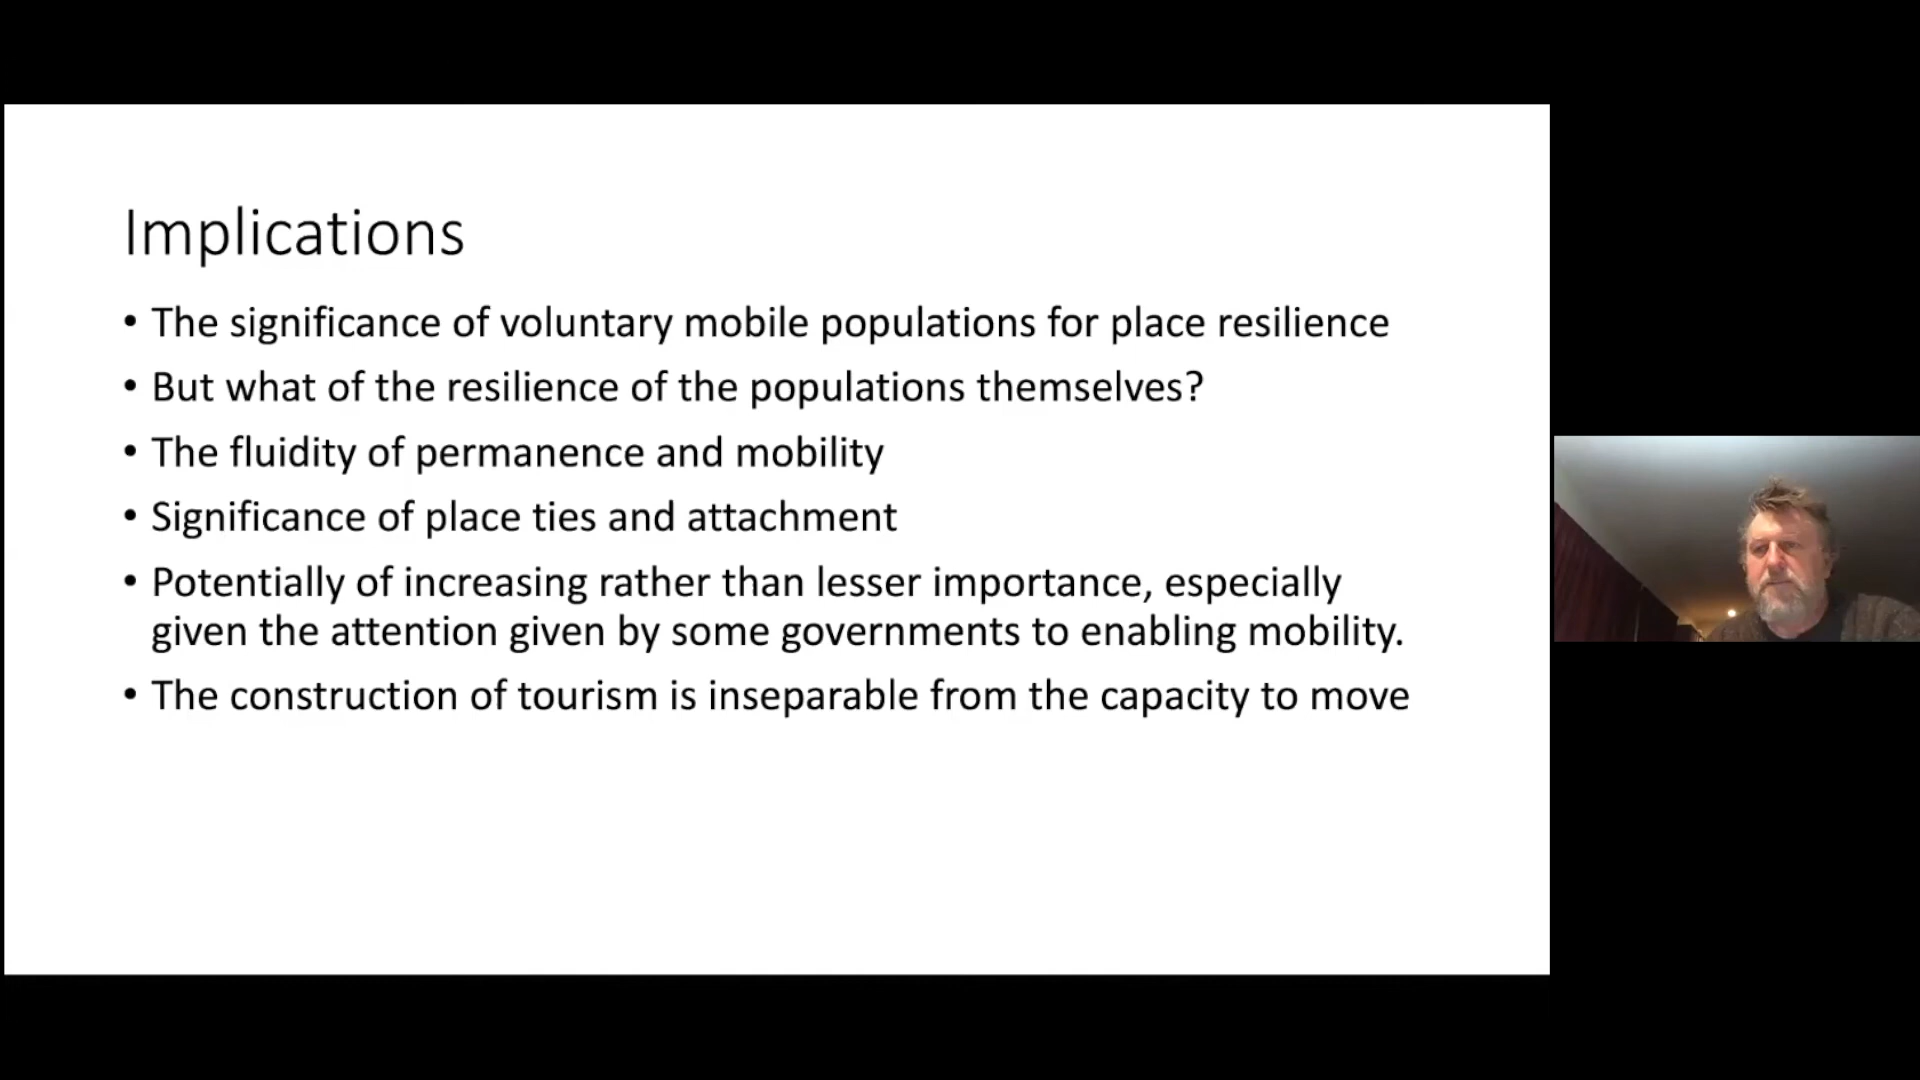 Implications
• The significance of voluntary mobile populations for place resilience
• But what of the resilience of the populations themselves?
• The fluidity of permanence and mobility
• Significance of place ties and attachment
• Potentially of increasing rather than lesser importance, especially
given the attention given by some governments to enabling mobility.
• The construction of tourism is inseparable from the capacity to move